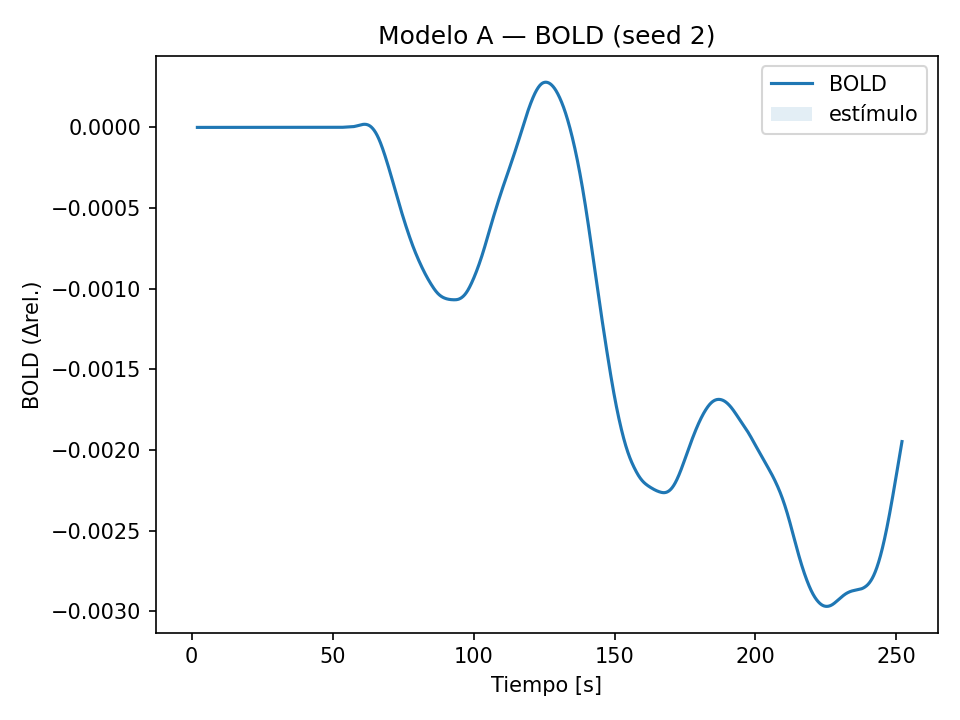 Modelo A — BOLD (seed 2)
BOLD
estímulo
0.0000
−0.0005
−0.0010
−0.0015
−0.0020
−0.0025
−0.0030
BOLD (Δrel.)
0 50 100 150 200 250
Tiempo [s]